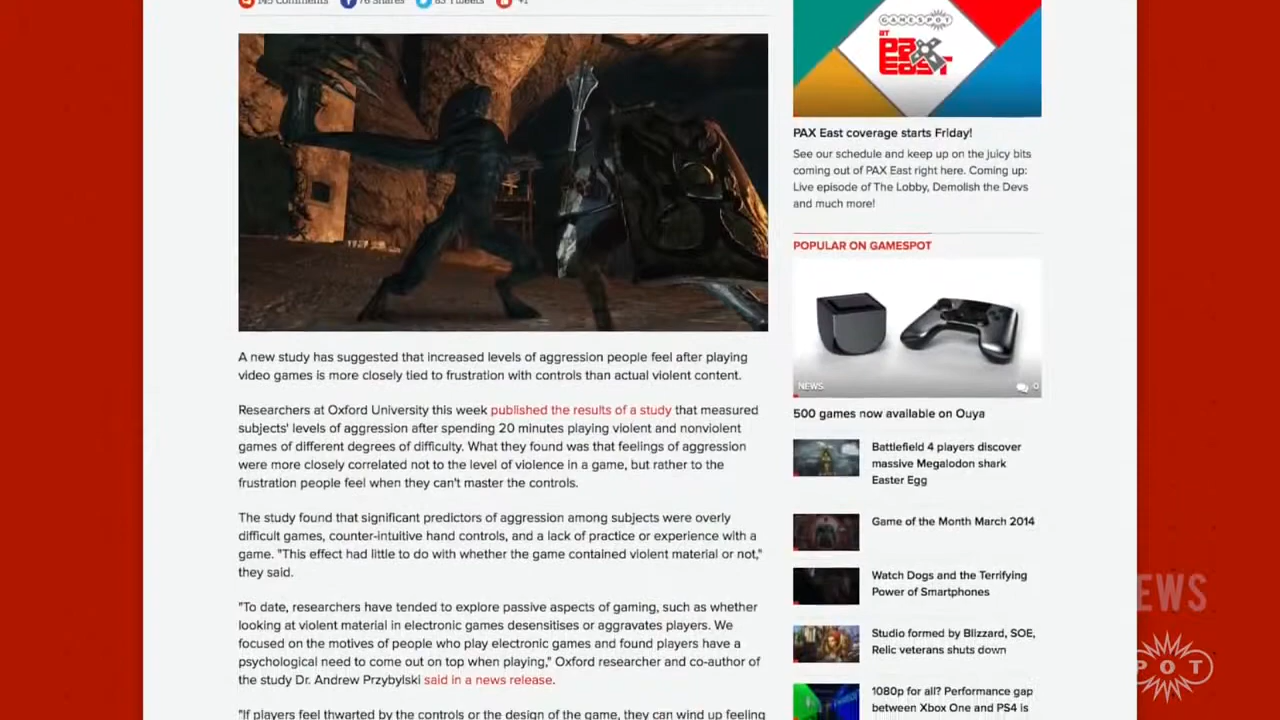 145 Comments 76 Shares 83 Tweets +1
A new study has suggested that increased levels of aggression people feel after playing
video games is more closely tied to frustration with controls than actual violent content.
Researchers at Oxford University this week published the results of a study that measured
subjects' levels of aggression after spending 20 minutes playing violent and nonviolent
games of different degrees of difficulty. What they found was that feelings of aggression
were more closely correlated not to the level of violence in a game, but rather to the
frustration people feel when they can't master the controls.
The study found that significant predictors of aggression among subjects were overly
difficult games, counter-intuitive hand controls, and a lack of practice or experience with a
game. "This effect had little to do with whether the game contained violent material or not,"
they said.
"To date, researchers have tended to explore passive aspects of gaming, such as whether
looking at violent material in electronic games desensitises or aggravates players. We
focused on the motives of people who play electronic games and found players have a
psychological need to come out on top when playing," Oxford researcher and co-author of
the study Dr. Andrew Przybylski said in a news release.
"If players feel thwarted by the controls or the design of the game, they can wind up feeling
GAMESPOT
AT
PAX
EAST
PAX East coverage starts Friday!
See our schedule and keep up on the juicy bits
coming out of PAX East right here. Coming up:
Live episode of The Lobby, Demolish the Devs
and much more!
POPULAR ON GAMESPOT
NEWS 0
500 games now available on Ouya
Battlefield 4 players discover
massive Megalodon shark
Easter Egg
Game of the Month March 2014
Watch Dogs and the Terrifying
Power of Smartphones
Studio formed by Blizzard, SOE,
Relic veterans shuts down
1080p for all? Performance gap
between Xbox One and PS4 is
EWS
POT